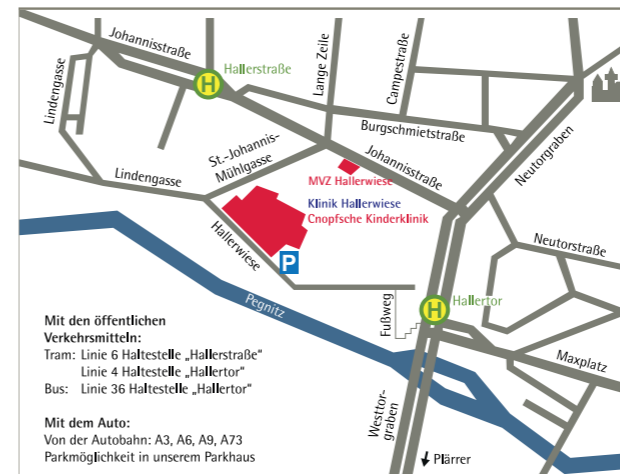 Johannisstraße
Hallerstraße
H
Lindengasse
Lange Zeile
Campestraße
Burgschmietstraße
St.-Johannis-
Mühlgasse
Johannisstraße
Neutorgraben
MVZ Hallerwiese
Lindengasse
Klinik Hallerwiese
Cnopfsche Kinderklinik
Hallerwiese
P
Neutorstraße
Pegnitz
Fußweg
Hallertor
H
Maxplatz
Westtor-
graben
Plärrer
Mit den öffentlichen
Verkehrsmitteln:
Tram: Linie 6 Haltestelle „Hallerstraße“
Linie 4 Haltestelle „Hallertor“
Bus: Linie 36 Haltestelle „Hallertor“
Mit dem Auto:
Von der Autobahn: A3, A6, A9, A73
Parkmöglichkeit in unserem Parkhaus